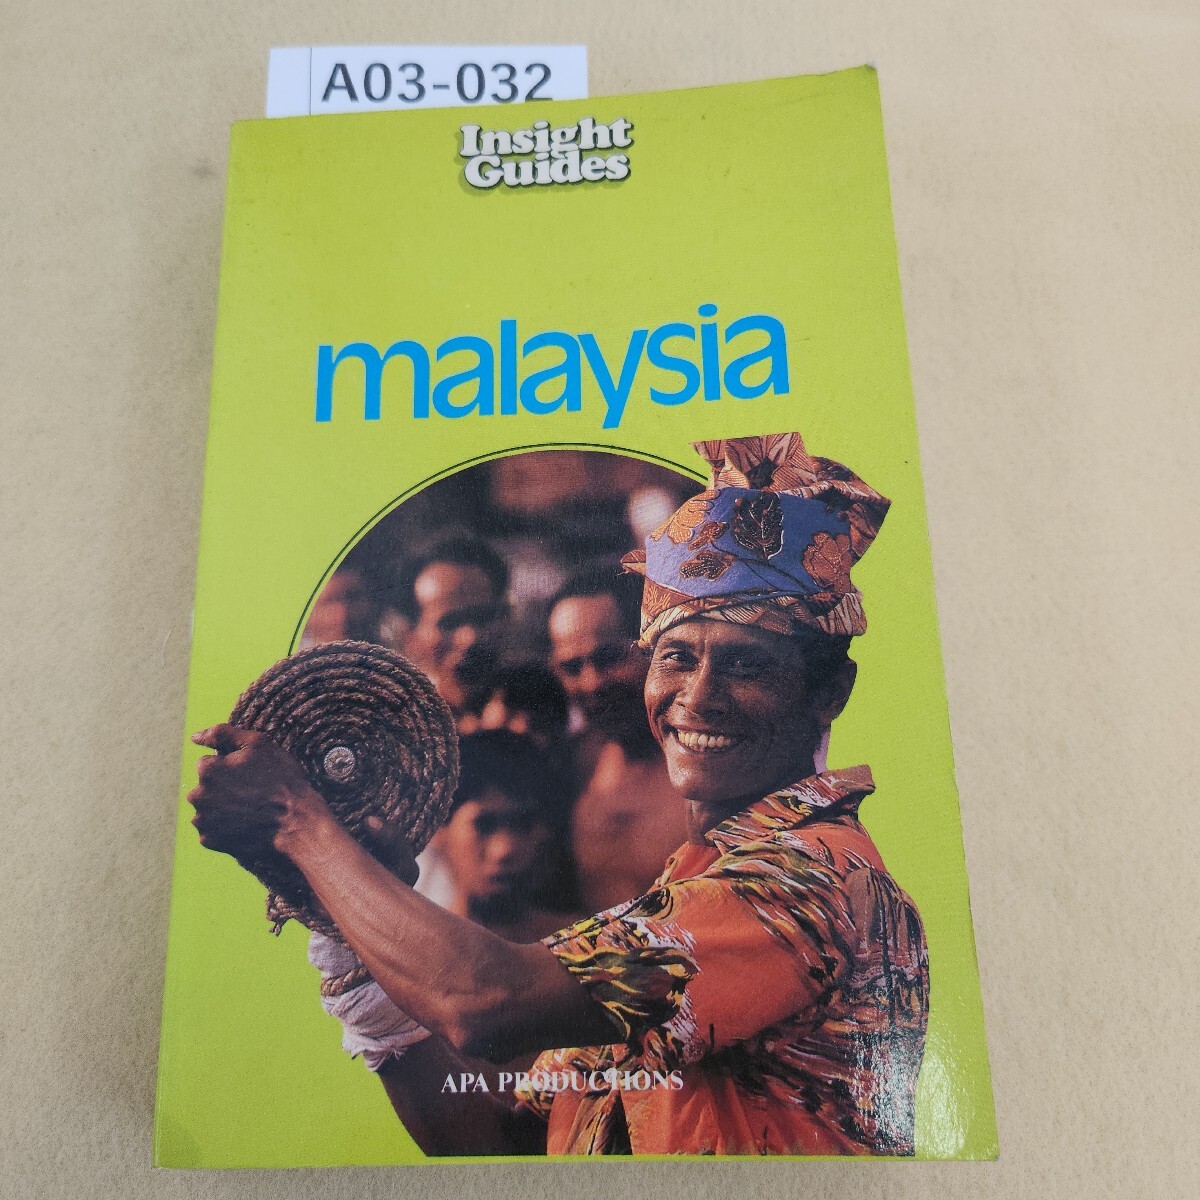 A03-032
Insight
Guides
malaysia
APA PRODUCTIONS